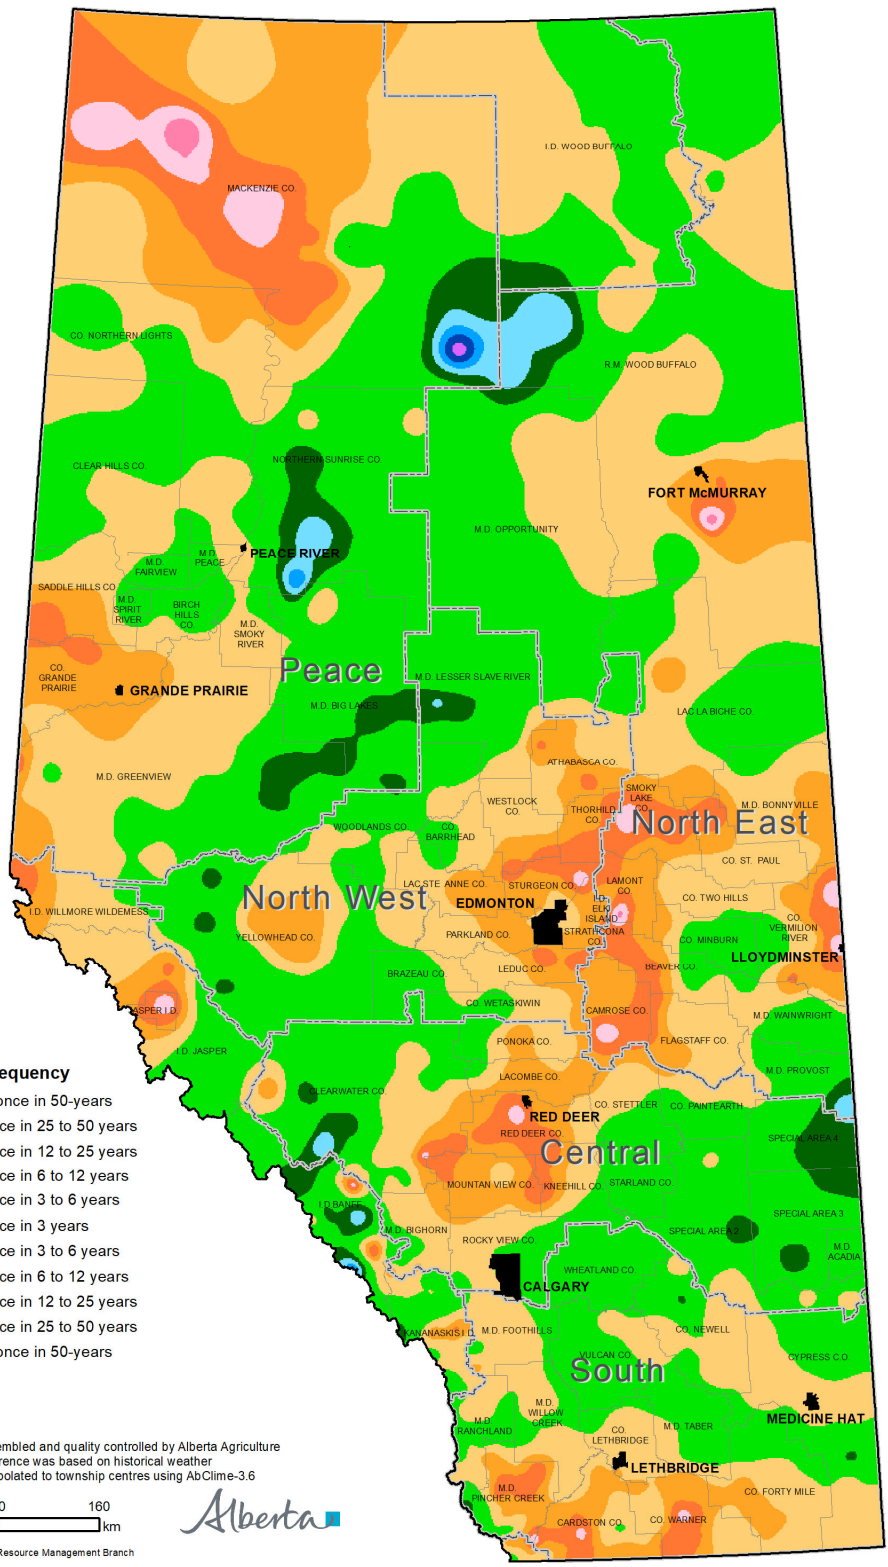 I.D. WOOD BUFFALO
MACKENZIE CO.
CO. NORTHERN LIGHTS
R.M. WOOD BUFFALO
CLEAR HILLS CO.
NORTHERN SUNRISE CO.
FORT McMURRAY
M.D. OPPORTUNITY
PEACE RIVER
M.D.
PEACE
M.D.
FAIRVIEW
SADDLE HILLS CO
M.D.
SPIRIT
RIVER
BIRCH
HILLS
CO.
M.D.
SMOKY
RIVER
Peace
CO.
GRANDE
PRAIRIE
GRANDE PRAIRIE
M.D. LESSER SLAVE RIVER
M.D. BIG LAKES
LAC LA BICHE CO.
M.D. GREENVIEW
ATHABASCA CO.
SMOKY
LAKE
CO.
WESTLOCK
CO.
THORHILD
CO.
M.D. BONNYVILLE
North East
WOODLANDS CO.
CO.
BARRHEAD
CO. ST. PAUL
LAC STE ANNE CO.
STURGEON CO.
LAMONT
CO
North West
EDMONTON
I.D.
ELK
ISLAND
CO. TWO HILLS
I.D. WILLMORE WILDERNESS
YELLOWHEAD CO.
PARKLAND CO.
STRATHCONA
CO.
CO. MINBURN
CO.
VERMILION
RIVER
LLOYDMINSTER
BRAZEAU CO.
LEDUC CO.
BEAVER CO.
CO. WETASKIWIN
JASPER I.D.
CAMROSE CO.
M.D. WAINWRIGHT
I.D. JASPER
PONOKA CO.
FLAGSTAFF CO.
M.D. PROVOST
LACOMBE CO.
CLEARWATER CO.
CO. STETTLER
CO. PAINTEARTH
RED DEER
RED DEER CO.
SPECIAL AREA 4
Central
MOUNTAN VIEW CO.
KNEEHILL CO.
STARLAND CO.
I.D.BANFF
M.D. BIGHORN
SPECIAL AREA 3
SPECIAL AREA 2
ROCKY VIEW CO.
M.D.
ACADIA
WHEATLAND CO.
CALGARY
KANANASKIS I.D.
M.D. FOOTHILLS
CO. NEWELL
VULCAN CO.
CYPRESS CO.
South
M.D.
WILLOW
CREEK
M.D.
RANCHLAND
MEDICINE HAT
M.D. TABER
CO.
LETHBRIDGE
LETHBRIDGE
M.D.
PINCHER CREEK
CO. FORTY MILE
CARDSTON CO.
CO. WARNER
equency
once in 50-years
ce in 25 to 50 years
ce in 12 to 25 years
ce in 6 to 12 years
ce in 3 to 6 years
ce in 3 years
ce in 3 to 6 years
ce in 6 to 12 years
ce in 12 to 25 years
ce in 25 to 50 years
once in 50-years
embled and quality controlled by Alberta Agriculture
rence was based on historical weather
polated to township centres using AbClime-3.6
0 160
km
Alberta
Resource Management Branch